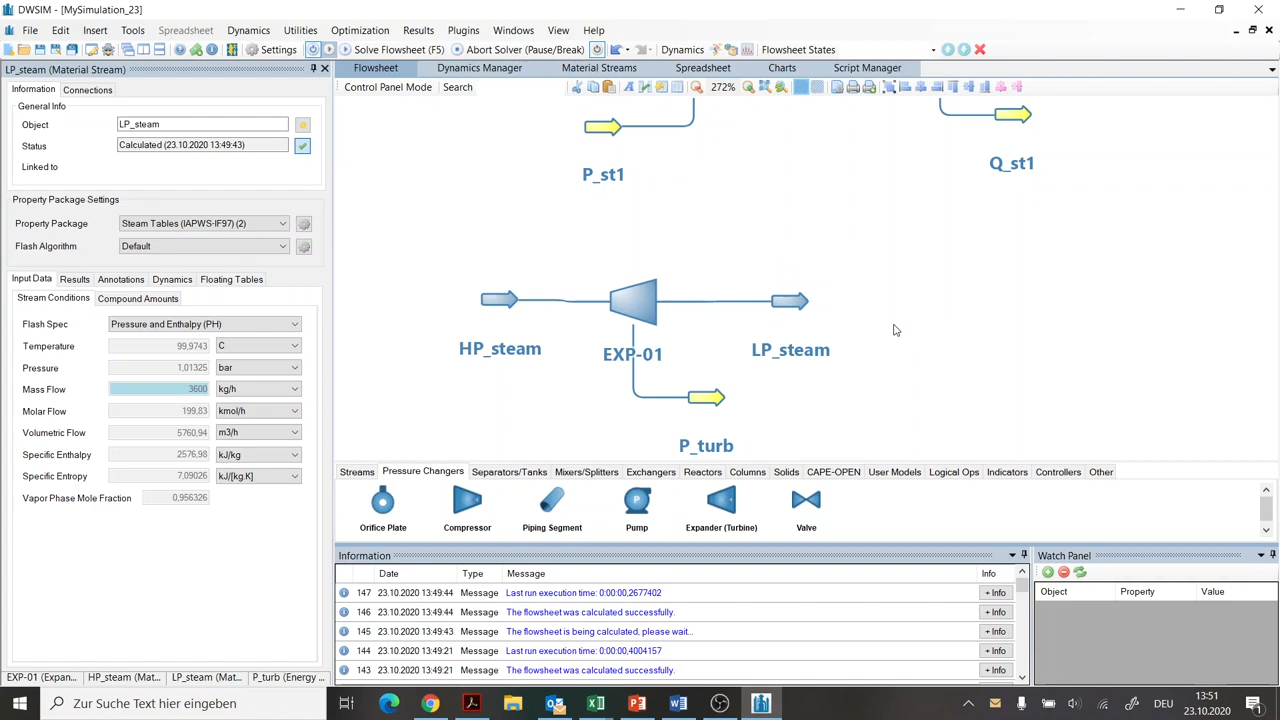 DWSIM - [MySimulation_23]
File Edit Insert Tools Spreadsheet Dynamics Utilities Optimization Results Plugins Windows View Help
Settings Solve Flowsheet (F5) Abort Solver (Pause/Break) Dynamics Flowsheet States
LP_steam (Material Stream)
Flowsheet Dynamics Manager Material Streams Spreadsheet Charts Script Manager
Information Connections
Control Panel Mode Search 272%
General Info
Object LP_steam
Status Calculated (23.10.2020 13:49:43)
Linked to
P_st1
Q_st1
Property Package Settings
Property Package Steam Tables (IAPWS-IF97) (2)
Flash Algorithm Default
Input Data Results Annotations Dynamics Floating Tables
Stream Conditions Compound Amounts
Flash Spec Pressure and Enthalpy (PH)
Temperature 99,9743 C
Pressure 1,01325 bar
Mass Flow 3600 kg/h
Molar Flow 199,83 kmol/h
Volumetric Flow 5760,94 m3/h
Specific Enthalpy 2576,98 kJ/kg
Specific Entropy 7,09026 kJ/[kg.K]
Vapor Phase Mole Fraction 0,956326
HP_steam
EXP-01
LP_steam
P_turb
Streams Pressure Changers Separators/Tanks Mixers/Splitters Exchangers Reactors Columns Solids CAPE-OPEN User Models Logical Ops Indicators Controllers Other
P
Orifice Plate Compressor Piping Segment Pump Expander (Turbine) Valve
Information
Date Type Message Info
147 23.10.2020 13:49:44 Message Last run execution time: 0:00:00,2677402 + Info
146 23.10.2020 13:49:44 Message The flowsheet was calculated successfully. + Info
145 23.10.2020 13:49:43 Message The flowsheet is being calculated, please wait... + Info
144 23.10.2020 13:49:21 Message Last run execution time: 0:00:00,4004157 + Info
143 23.10.2020 13:49:21 Message The flowsheet was calculated successfully. + Info
Watch Panel
Object Property Value
EXP-01 (Expan... HP_steam (Mat... LP_steam (Mat... P_turb (Energy ...
Zur Suche Text hier eingeben
DEU
13:51
23.10.2020
1